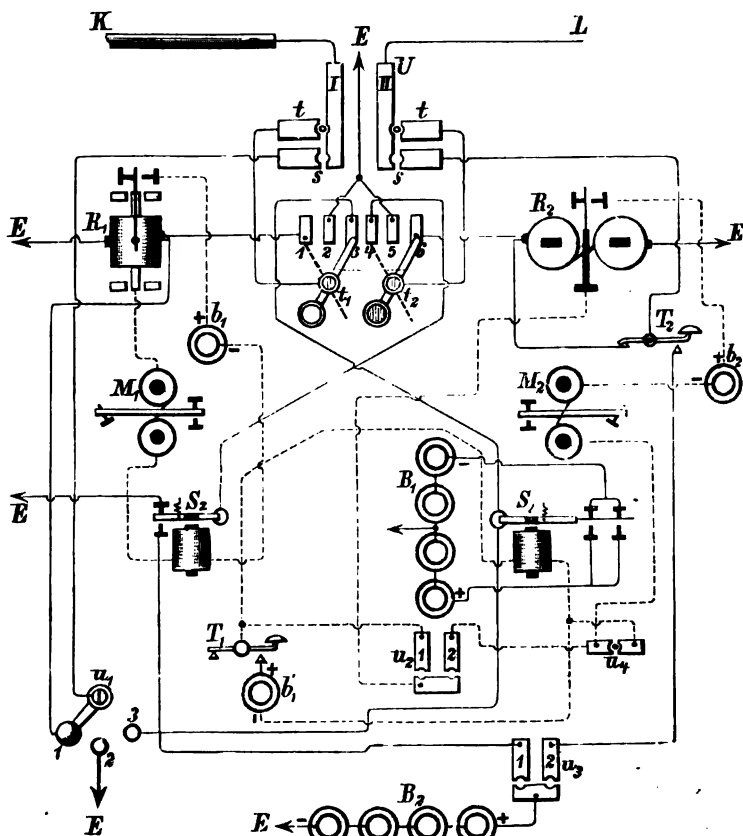 K
E
L
I
II
U
t
t
s
s
R₁
E
1
2
3
4
5
6
t₁
t₂
R₂
E
T₂
+
b₁
-
M₁
M₂
-
+
b₂
B₁
-
+
S₂
S₁
E
T₁
+
b₁'
-
u₂
1
2
u₄
u₁
1
2
3
E
1
2
u₃
E
-
B₂
+